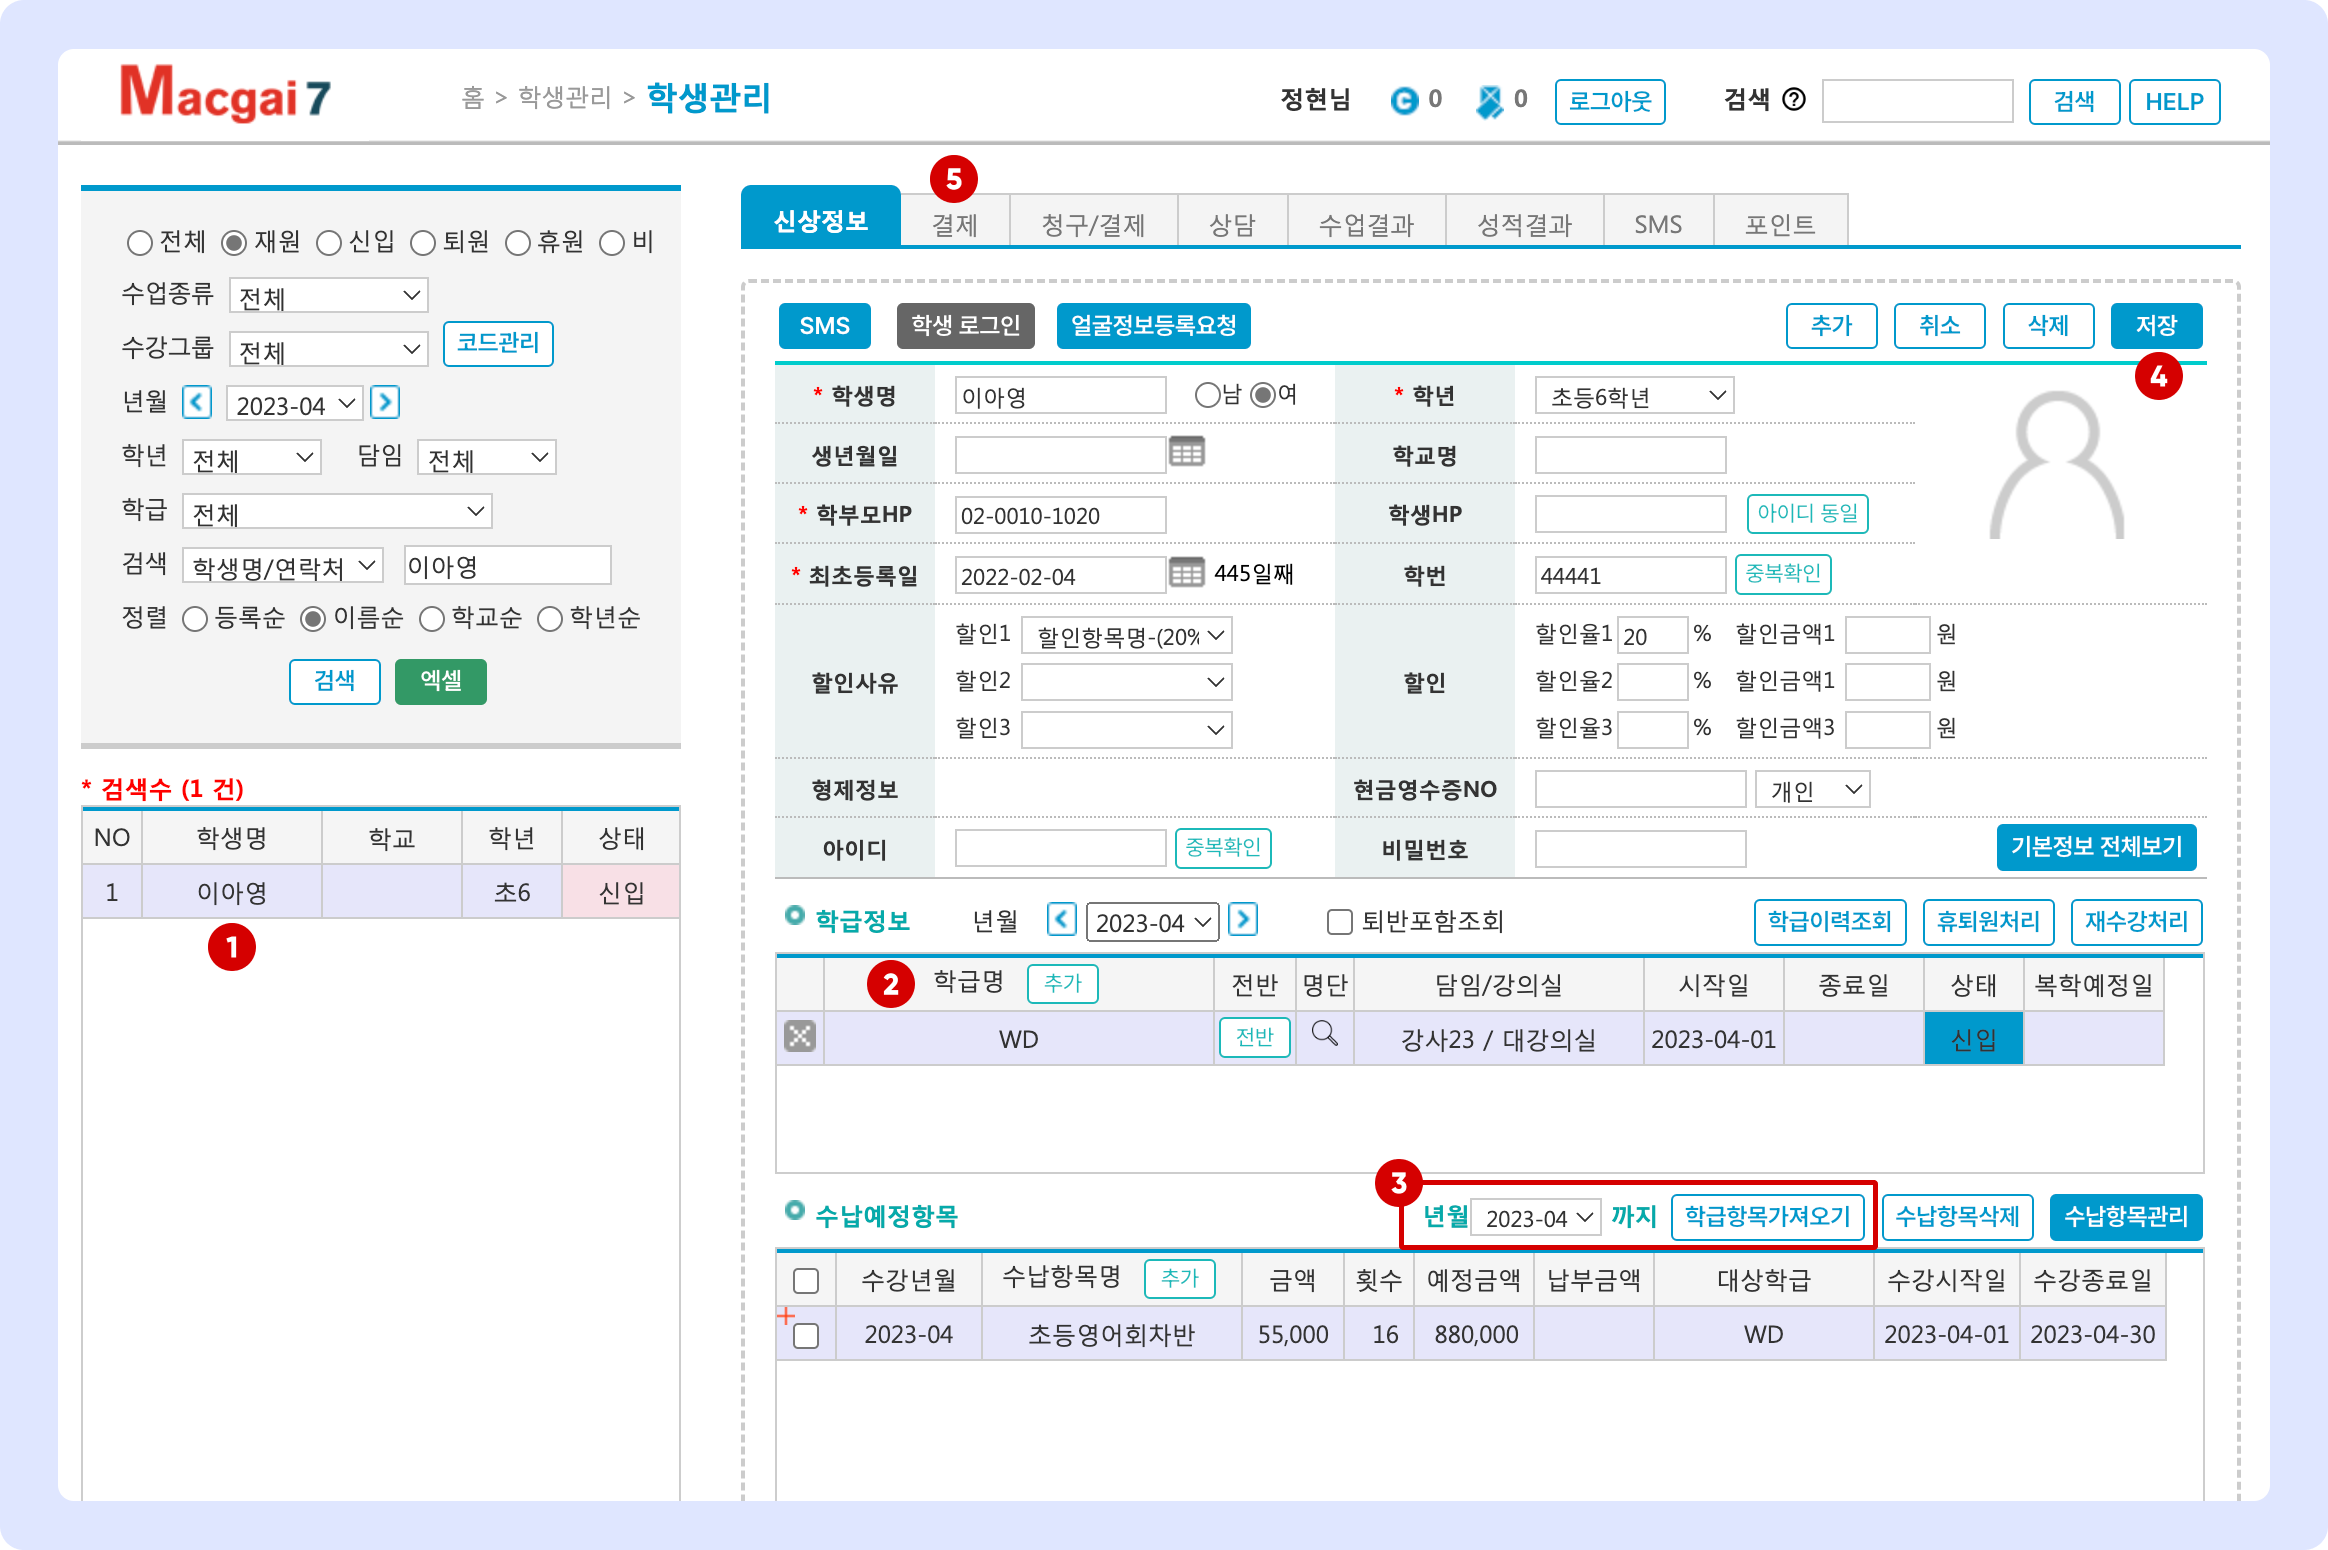 Macgai 7
홈 > 학생관리 > 학생관리
정현님 0 0 로그아웃 검색 검색 HELP
전체 재원 신입 퇴원 휴원 비
수업종류 전체
수강그룹 전체 코드관리
년월 2023-04
학년 전체 담임 전체
학급 전체
검색 학생명/연락처 이아영
정렬 등록순 이름순 학교순 학년순
검색 엑셀
* 검색수 (1 건)
NO 학생명 학교 학년 상태
1 이아영 초6 신입
1
5
신상정보 결제 청구/결제 상담 수업결과 성적결과 SMS 포인트
SMS 학생 로그인 얼굴정보등록요청 추가 취소 삭제 저장
4
* 학생명 이아영 남 여 * 학년 초등6학년
생년월일 학교명
* 학부모HP 02-0010-1020 학생HP 아이디 동일
* 최초등록일 2022-02-04 445일째 학번 44441 중복확인
할인사유 할인1 할인항목명-(20% 할인 할인율1 20 % 할인금액1 원
할인2 할인율2 % 할인금액1 원
할인3 할인율3 % 할인금액3 원
형제정보 현금영수증NO 개인
아이디 중복확인 비밀번호 기본정보 전체보기
학급정보 년월 2023-04 퇴반포함조회 학급이력조회 휴퇴원처리 재수강처리
2 학급명 추가 전반 명단 담임/강의실 시작일 종료일 상태 복학예정일
WD 전반 강사23 / 대강의실 2023-04-01 신입
3
수납예정항목 년월 2023-04 까지 학급항목가져오기 수납항목삭제 수납항목관리
수강년월 수납항목명 추가 금액 횟수 예정금액 납부금액 대상학급 수강시작일 수강종료일
2023-04 초등영어회차반 55,000 16 880,000 WD 2023-04-01 2023-04-30